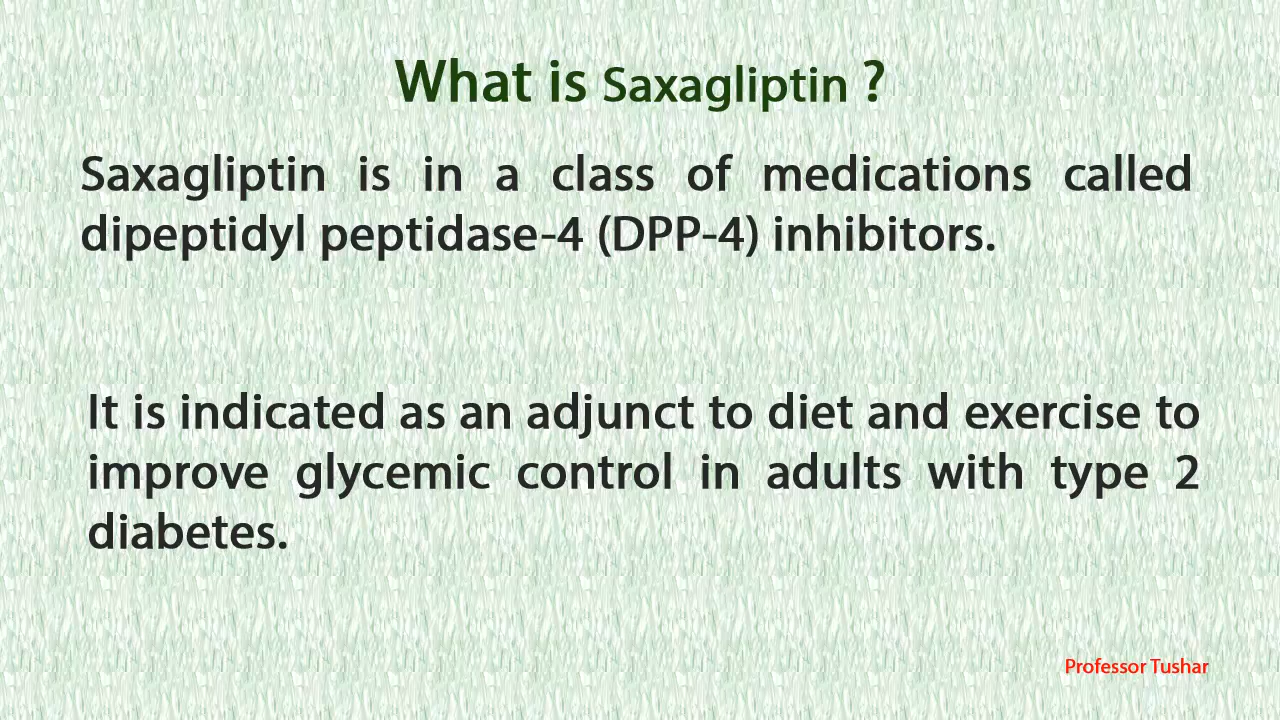 What is Saxagliptin ?
Saxagliptin is in a class of medications called
dipeptidyl peptidase-4 (DPP-4) inhibitors.
It is indicated as an adjunct to diet and exercise to
improve glycemic control in adults with type 2
diabetes.
Professor Tushar